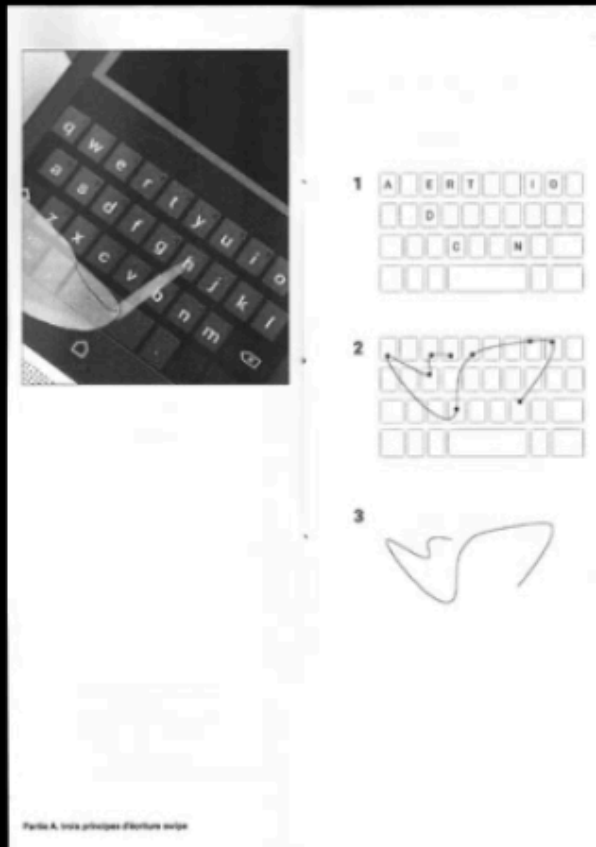 q w e r t y u i o
a s d f g h j k l
z x c v b n m
1
A E R T I O
D
C N
2
3
Partie A. trois principes d'écriture swipe